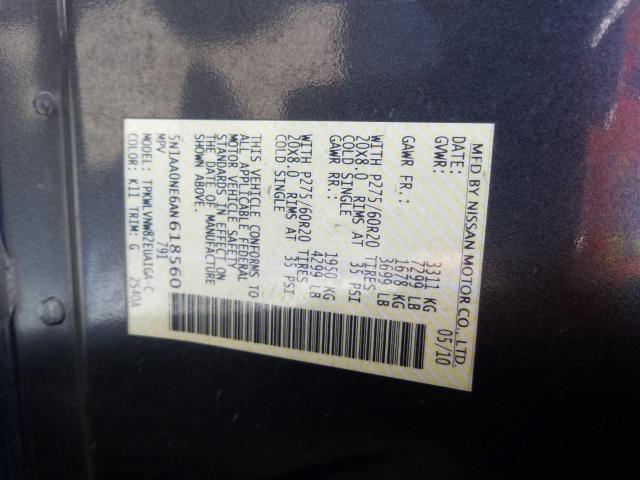 MFD BY NISSAN MOTOR CO., LTD.
DATE: 05/10
GVWR: 3311 KG
7299 LB
GAWR FR.: 1678 KG
3699 LB
WITH P275/60R20 TIRES
20X8.0 RIMS AT 35 PSI
COLD SINGLE
GAWR RR.: 1950 KG
4299 LB
WITH P275/60R20 TIRES
20X8.0 RIMS AT 35 PSI
COLD SINGLE
THIS VEHICLE CONFORMS TO
ALL APPLICABLE FEDERAL
MOTOR VEHICLE SAFETY
STANDARDS IN EFFECT ON
THE DATA OF MANUFACTURE
SHOWN ABOVE.
5N1AA0NE6AN618560
MPV 791
MODEL: TPKWLVNW82EUAIGA-C
COLOR: K11 TRIM: G 2S40A